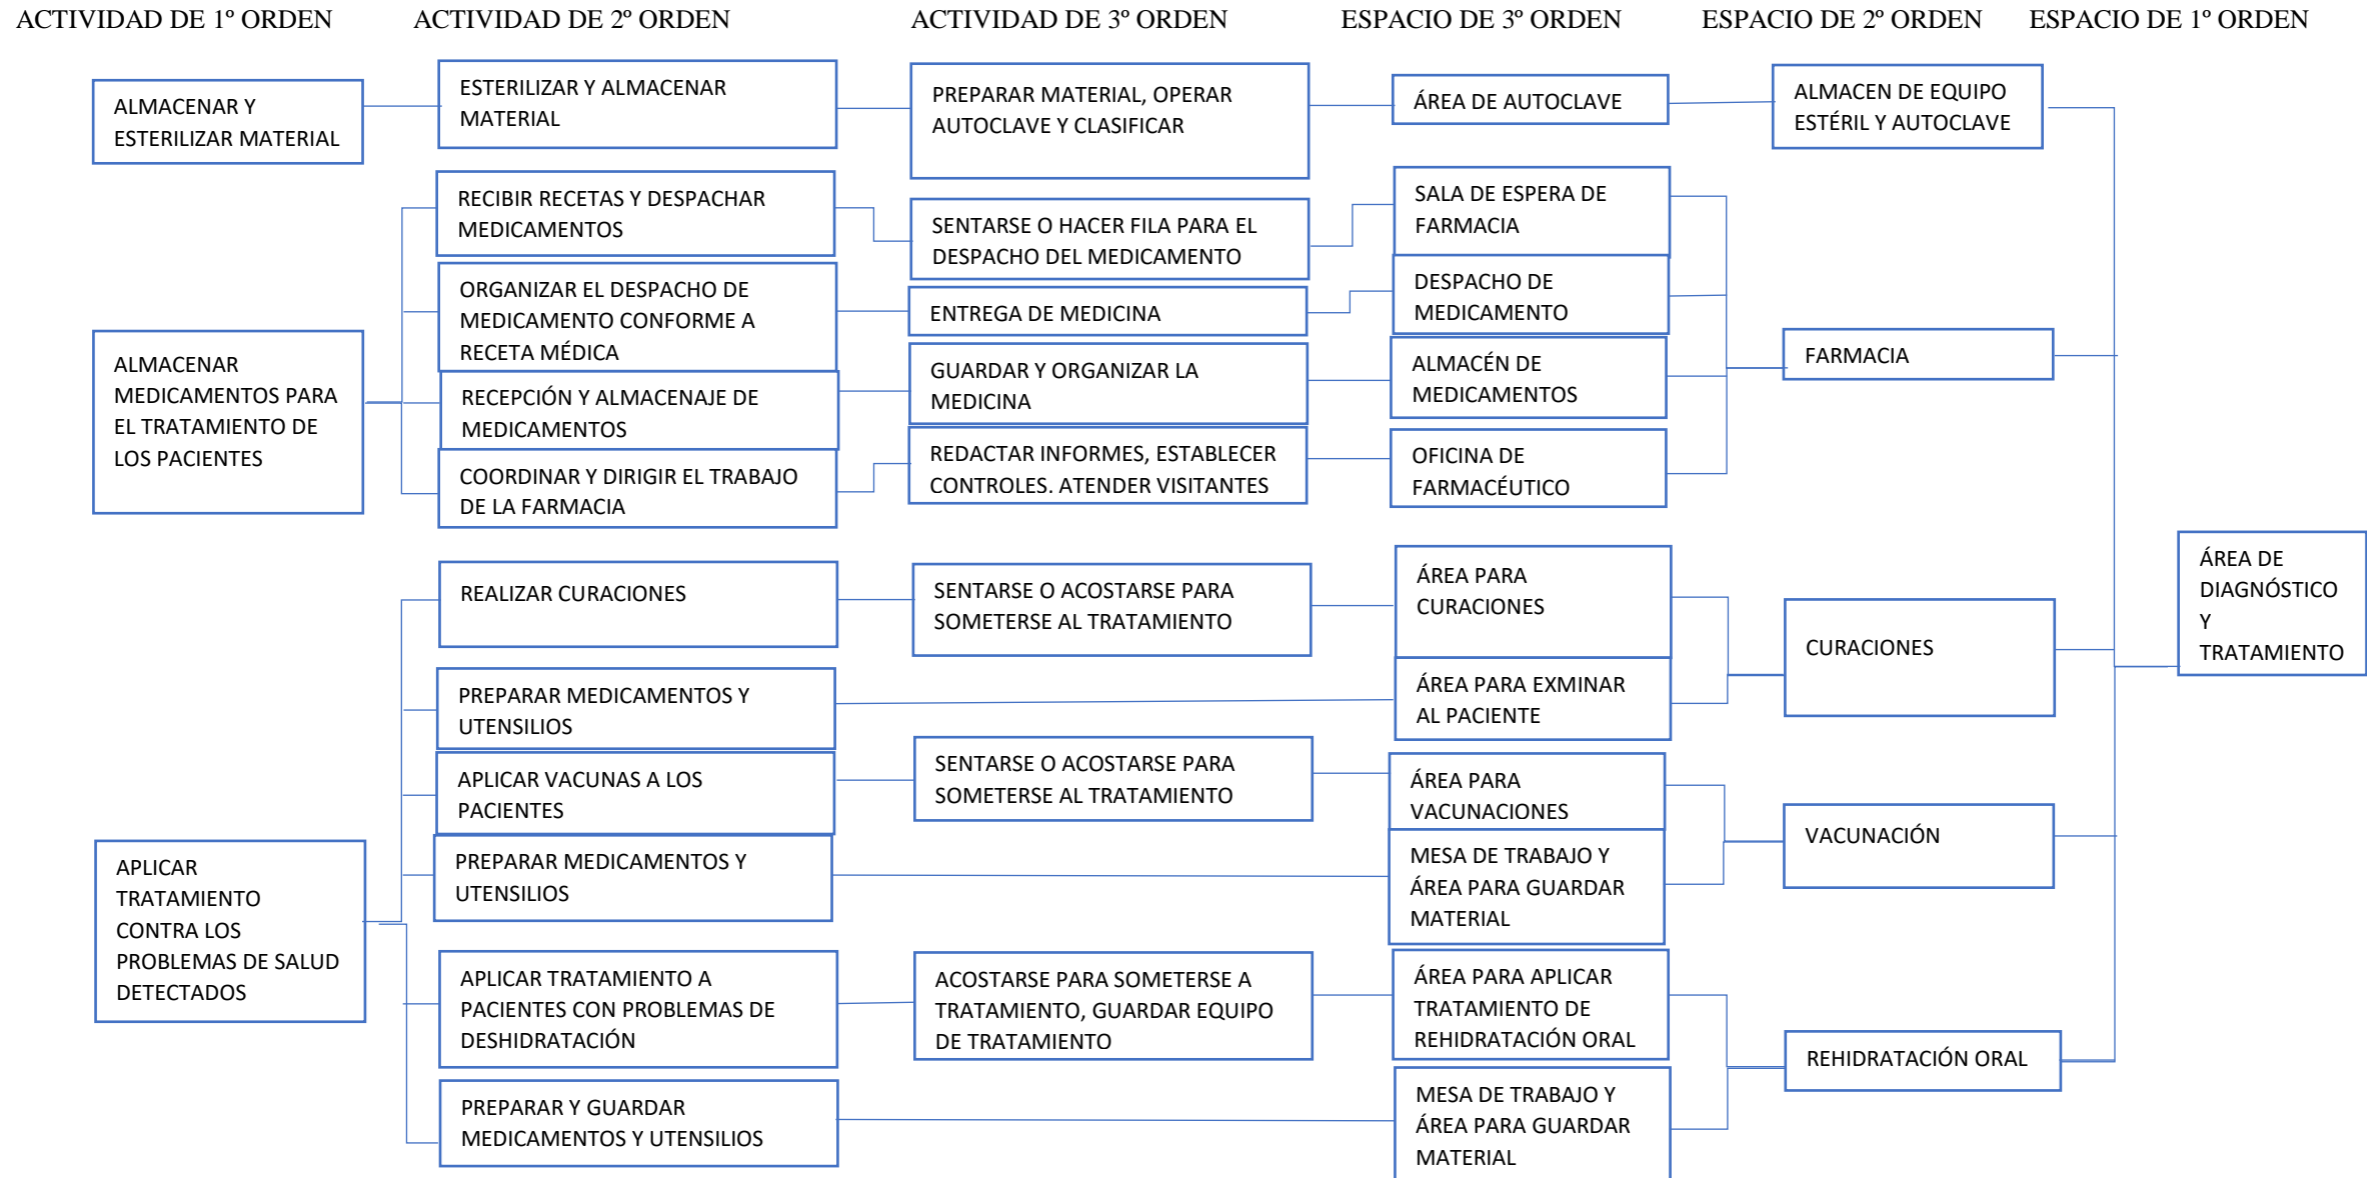 ACTIVIDAD DE 1º ORDEN
ACTIVIDAD DE 2º ORDEN
ACTIVIDAD DE 3º ORDEN
ESPACIO DE 3º ORDEN
ESPACIO DE 2º ORDEN
ESPACIO DE 1º ORDEN
ALMACENAR Y
ESTERILIZAR MATERIAL
ESTERILIZAR Y ALMACENAR
MATERIAL
PREPARAR MATERIAL, OPERAR
AUTOCLAVE Y CLASIFICAR
ÁREA DE AUTOCLAVE
ALMACEN DE EQUIPO
ESTÉRIL Y AUTOCLAVE
ALMACENAR
MEDICAMENTOS PARA
EL TRATAMIENTO DE
LOS PACIENTES
RECIBIR RECETAS Y DESPACHAR
MEDICAMENTOS
SENTARSE O HACER FILA PARA EL
DESPACHO DEL MEDICAMENTO
SALA DE ESPERA DE
FARMACIA
ORGANIZAR EL DESPACHO DE
MEDICAMENTO CONFORME A
RECETA MÉDICA
ENTREGA DE MEDICINA
DESPACHO DE
MEDICAMENTO
RECEPCIÓN Y ALMACENAJE DE
MEDICAMENTOS
GUARDAR Y ORGANIZAR LA
MEDICINA
ALMACÉN DE
MEDICAMENTOS
COORDINAR Y DIRIGIR EL TRABAJO
DE LA FARMACIA
REDACTAR INFORMES, ESTABLECER
CONTROLES. ATENDER VISITANTES
OFICINA DE
FARMACÉUTICO
FARMACIA
APLICAR
TRATAMIENTO
CONTRA LOS
PROBLEMAS DE SALUD
DETECTADOS
REALIZAR CURACIONES
SENTARSE O ACOSTARSE PARA
SOMETERSE AL TRATAMIENTO
ÁREA PARA
CURACIONES
PREPARAR MEDICAMENTOS Y
UTENSILIOS
ÁREA PARA EXMINAR
AL PACIENTE
CURACIONES
APLICAR VACUNAS A LOS
PACIENTES
SENTARSE O ACOSTARSE PARA
SOMETERSE AL TRATAMIENTO
ÁREA PARA
VACUNACIONES
PREPARAR MEDICAMENTOS Y
UTENSILIOS
MESA DE TRABAJO Y
ÁREA PARA GUARDAR
MATERIAL
VACUNACIÓN
APLICAR TRATAMIENTO A
PACIENTES CON PROBLEMAS DE
DESHIDRATACIÓN
ACOSTARSE PARA SOMETERSE A
TRATAMIENTO, GUARDAR EQUIPO
DE TRATAMIENTO
ÁREA PARA APLICAR
TRATAMIENTO DE
REHIDRATACIÓN ORAL
PREPARAR Y GUARDAR
MEDICAMENTOS Y UTENSILIOS
MESA DE TRABAJO Y
ÁREA PARA GUARDAR
MATERIAL
REHIDRATACIÓN ORAL
ÁREA DE
DIAGNÓSTICO
Y
TRATAMIENTO